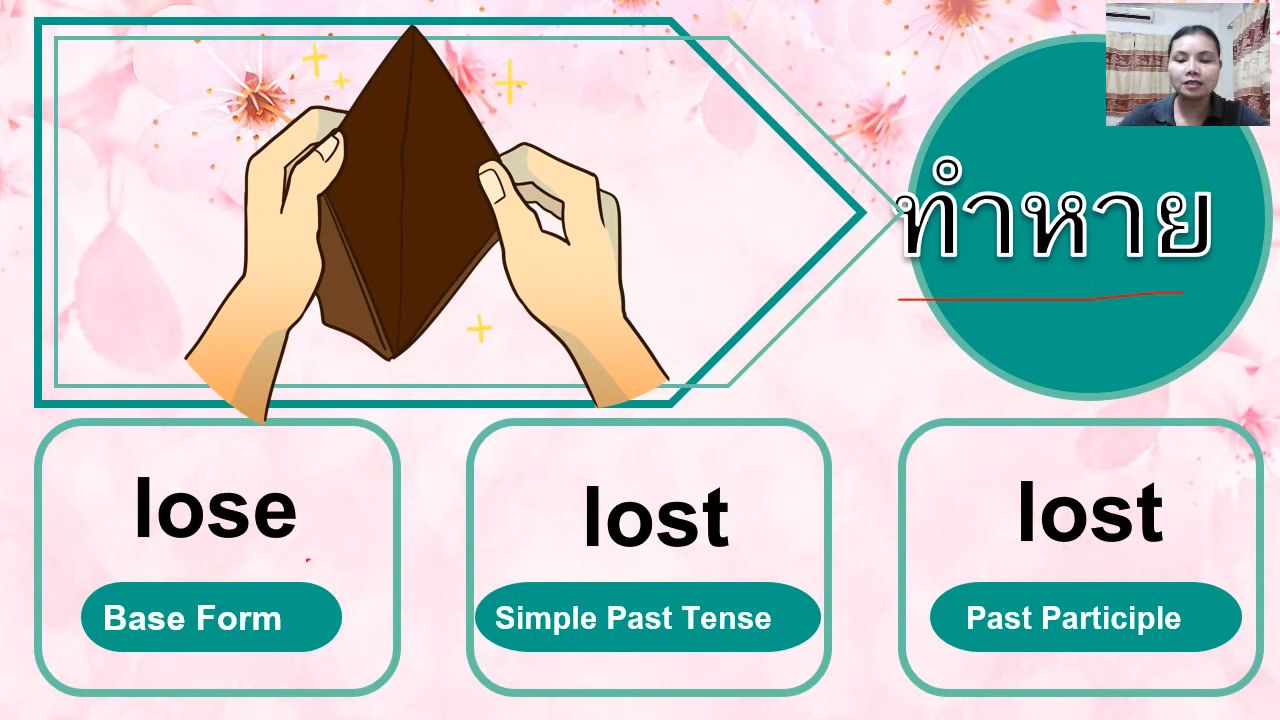 ทำหาย
lose
lost
lost
Base Form
Simple Past Tense
Past Participle